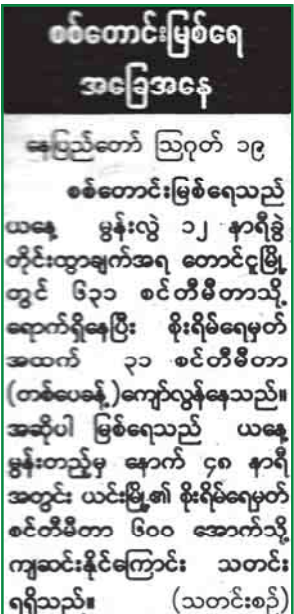 စစ်တောင်းမြစ်ရေ
အခြေအနေ
နေပြည်တော် ဩဂုတ် ၁၉
စစ်တောင်းမြစ်ရေသည်
ယနေ့ မွန်းလွဲ ၁၂ နာရီခွဲ
တိုင်းထွာချက်အရ တောင်ငူမြို့
တွင် ၆၃၁ စင်တီမီတာသို့
ရောက်ရှိနေပြီး စိုးရိမ်ရေမှတ်
အထက် ၃၁ စင်တီမီတာ
(တစ်ပေခန့်)ကျော်လွန်နေသည်။
အဆိုပါ မြစ်ရေသည် ယနေ့
မွန်းတည့်မှ နောက် ၄၈ နာရီ
အတွင်း ယင်းမြို့၏ စိုးရိမ်ရေမှတ်
စင်တီမီတာ ၆၀၀ အောက်သို့
ကျဆင်းနိုင်ကြောင်း သတင်း
ရရှိသည်။ (သတင်းစဉ်)